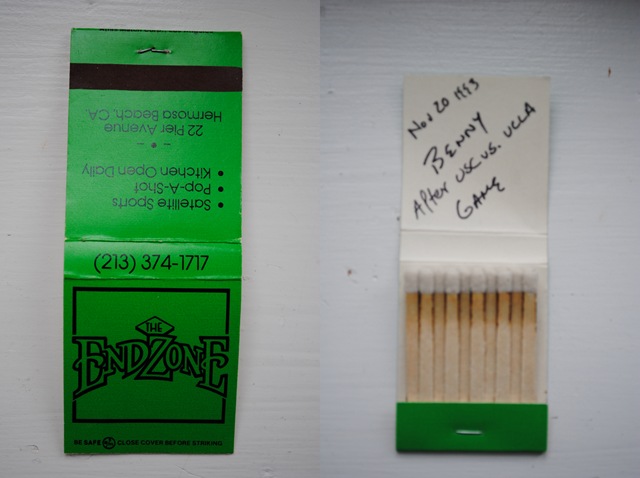 • Satellite Sports
• Pop-A-Shot
• Kitchen Open Daily
22 Pier Avenue
Hermosa Beach, CA.
(213) 374-1717
THE
ENDZONE
BE SAFE CLOSE COVER BEFORE STRIKING
Nov 20 1993
BENNY
After USC VS. UCLA
GAME